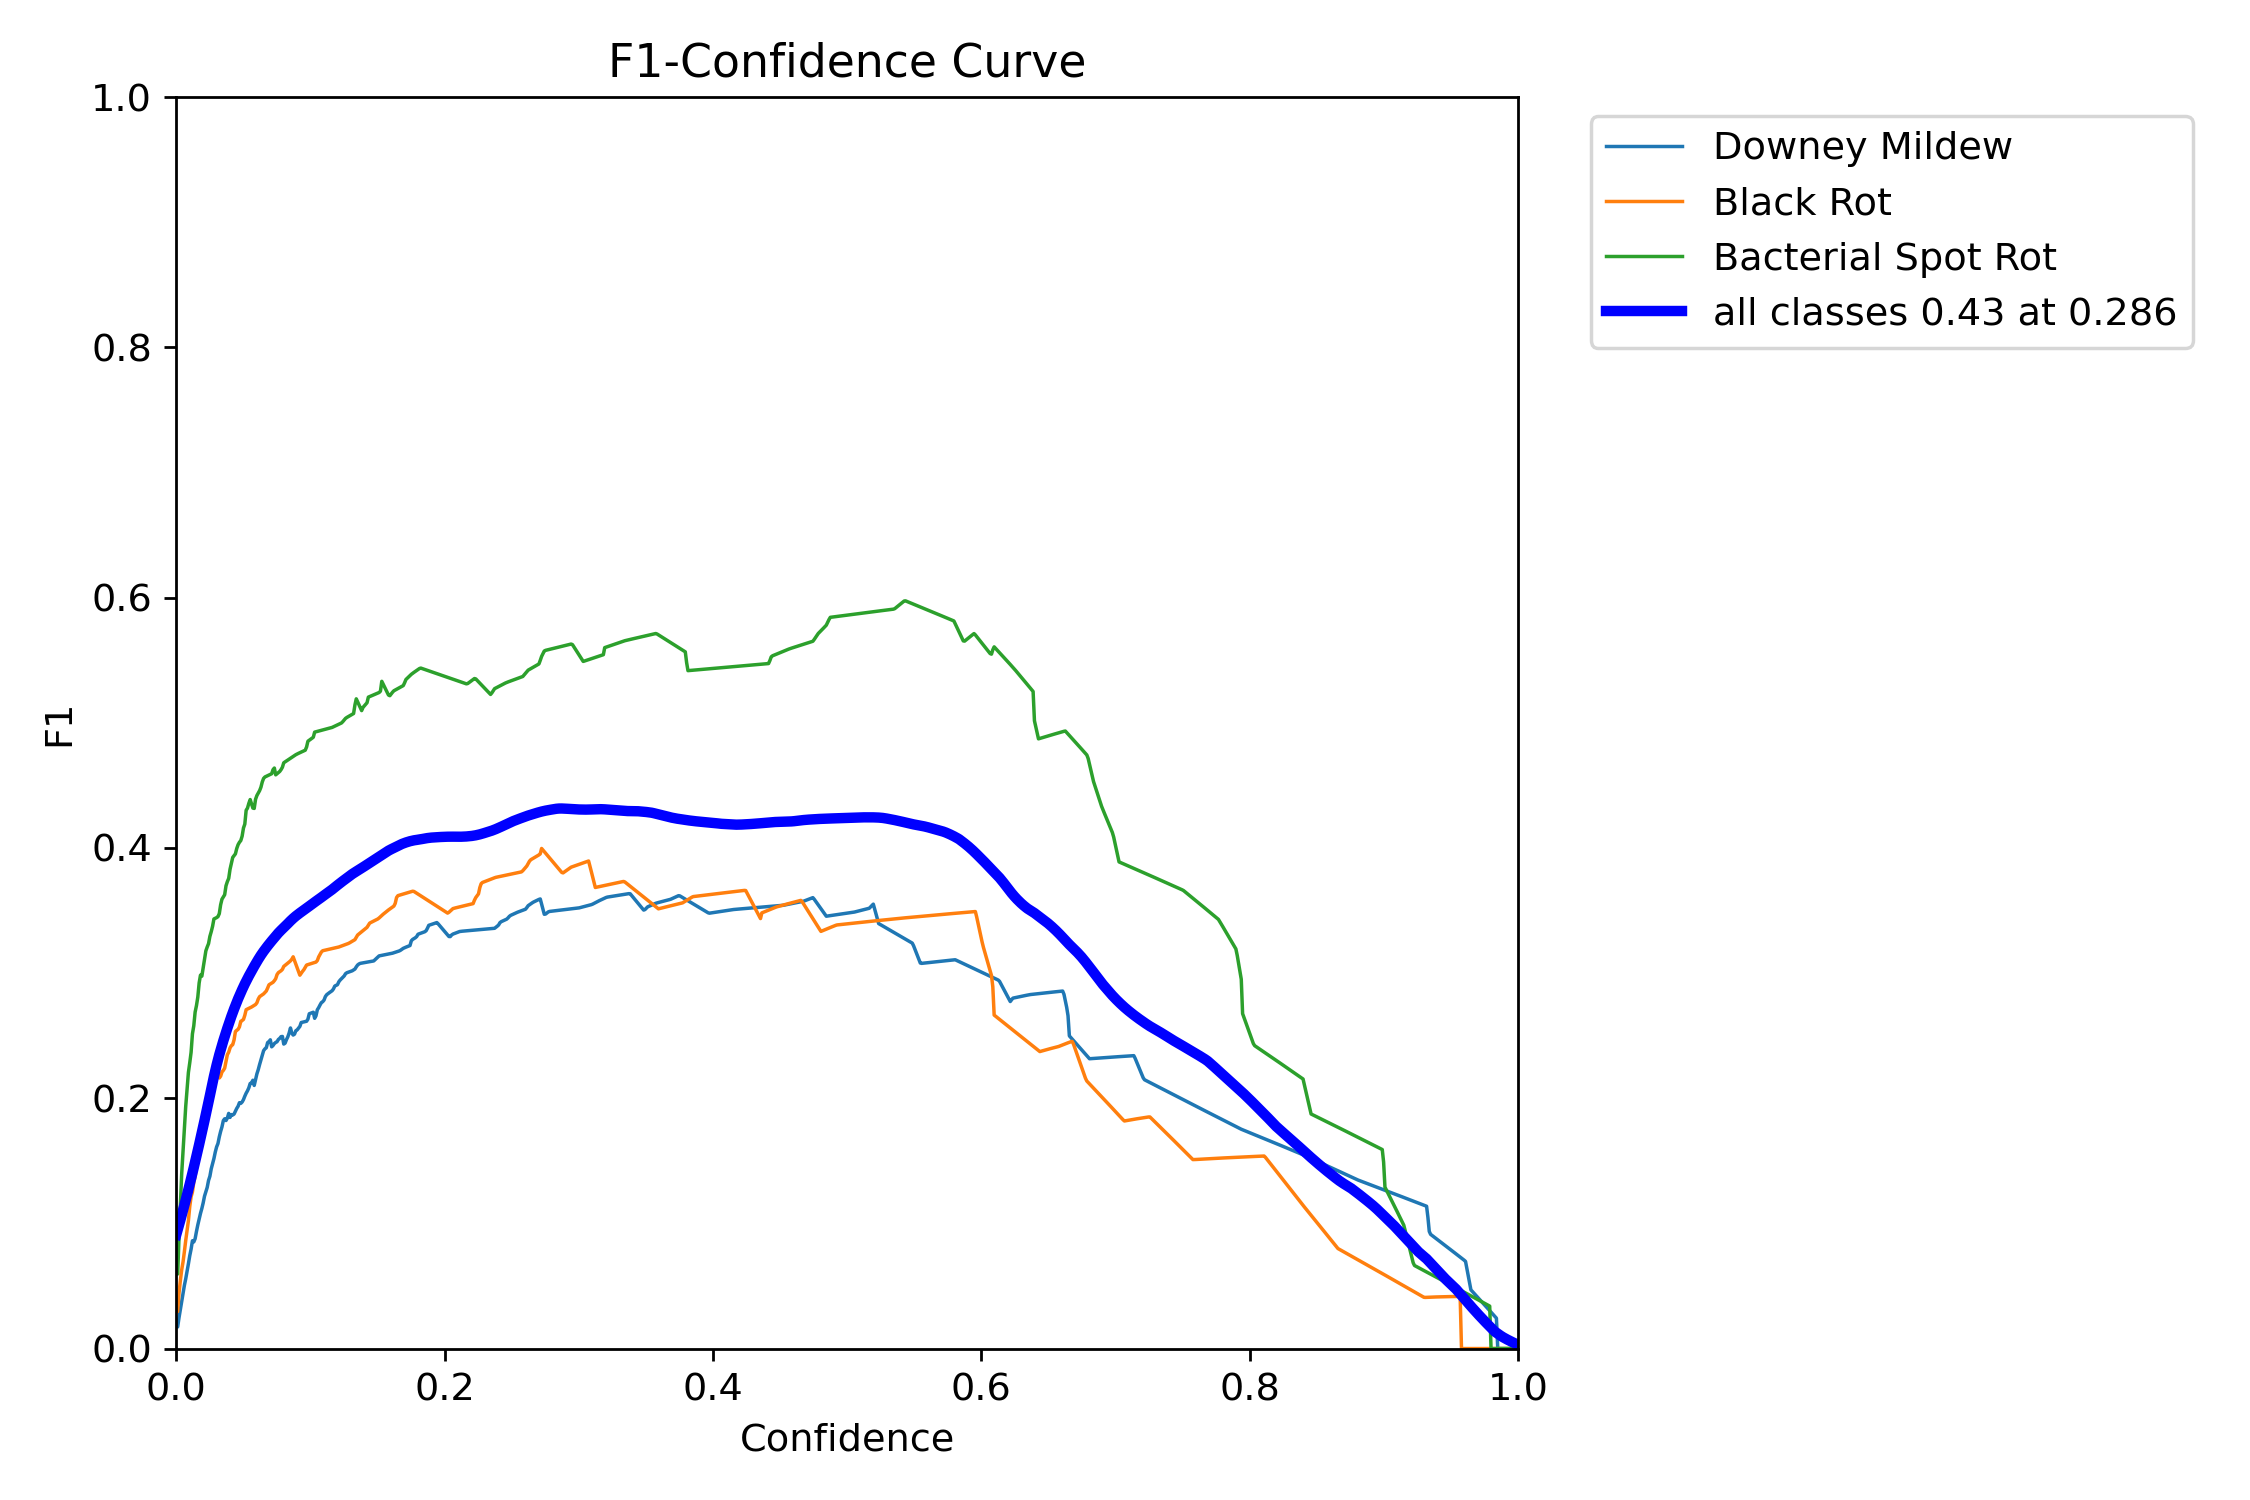 F1-Confidence Curve
1.0
0.8
0.6
0.4
0.2
0.0
F1
0.0 0.2 0.4 0.6 0.8 1.0
Confidence
Downey Mildew
Black Rot
Bacterial Spot Rot
all classes 0.43 at 0.286